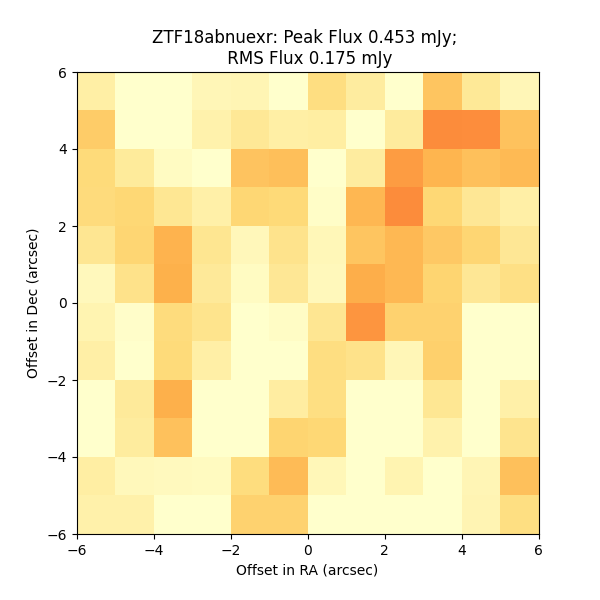 ZTF18abnuexr: Peak Flux 0.453 mJy;
RMS Flux 0.175 mJy
6
4
2
0
−2
−4
−6
Offset in Dec (arcsec)
−6 −4 −2 0 2 4 6
Offset in RA (arcsec)